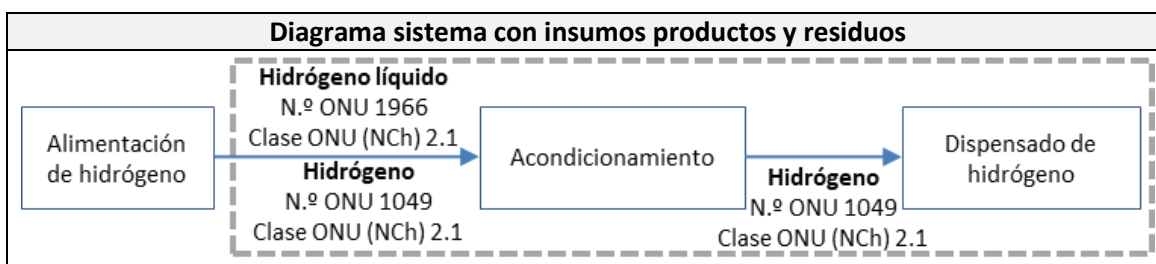 Diagrama sistema con insumos productos y residuos
Alimentación
de hidrógeno
Hidrógeno líquido
N.º ONU 1966
Clase ONU (NCh) 2.1
Hidrógeno
N.º ONU 1049
Clase ONU (NCh) 2.1
Acondicionamiento
Hidrógeno
N.º ONU 1049
Clase ONU (NCh) 2.1
Dispensado de
hidrógeno